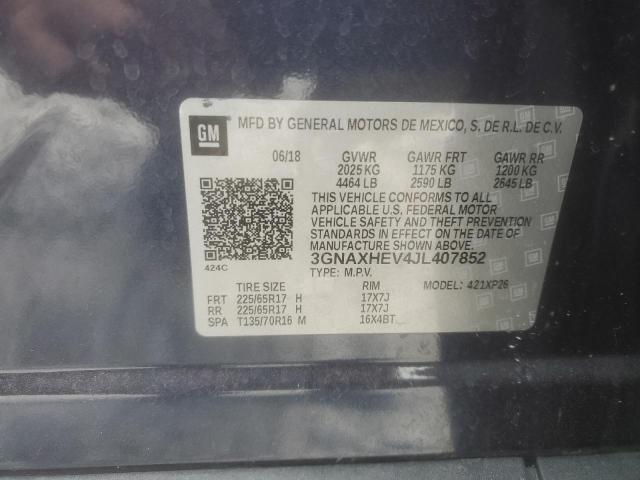 GM MFD BY GENERAL MOTORS DE MEXICO, S. DE R.L. DE C.V.
06/18 GVWR GAWR FRT GAWR RR
2025 KG 1175 KG 1200 KG
4464 LB 2590 LB 2645 LB
THIS VEHICLE CONFORMS TO ALL
APPLICABLE U.S. FEDERAL MOTOR
VEHICLE SAFETY AND THEFT PREVENTION
STANDARDS IN EFFECT ON THE DATE OF
MANUFACTURE SHOWN ABOVE.
3GNAXHEV4JL407852
424C TYPE: M.P.V. MODEL: 421XP26
TIRE SIZE RIM
FRT 225/65R17 H 17X7J
RR 225/65R17 H 17X7J
SPA T135/70R16 M 16X4BT